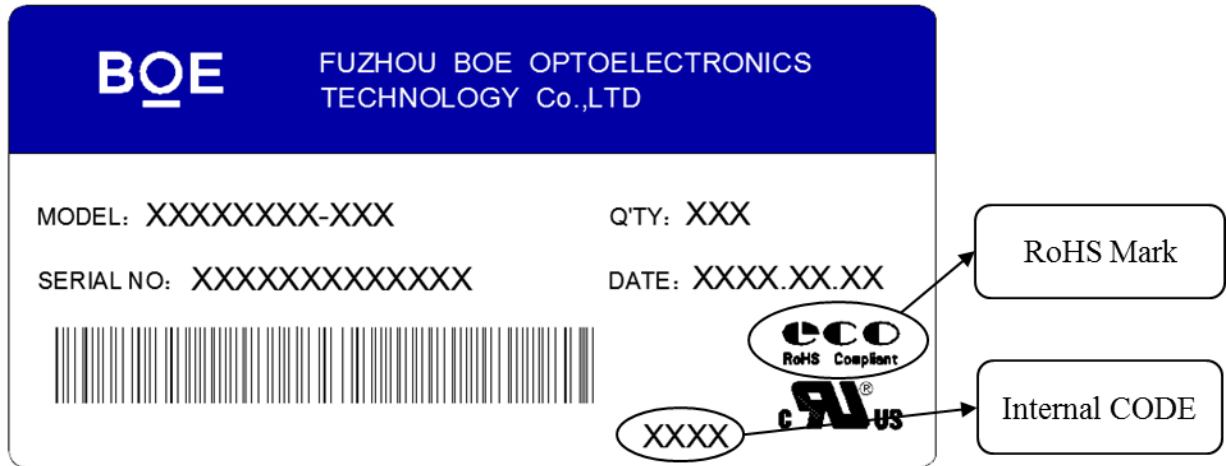 BOE
FUZHOU BOE OPTOELECTRONICS
TECHNOLOGY Co.,LTD
MODEL: XXXXXXXX-XXX
Q'TY: XXX
SERIAL NO: XXXXXXXXXXXXX
DATE: XXXX.XX.XX
RoHS Mark
eco
RoHS Compliant
C RU ® US
XXXX
Internal CODE